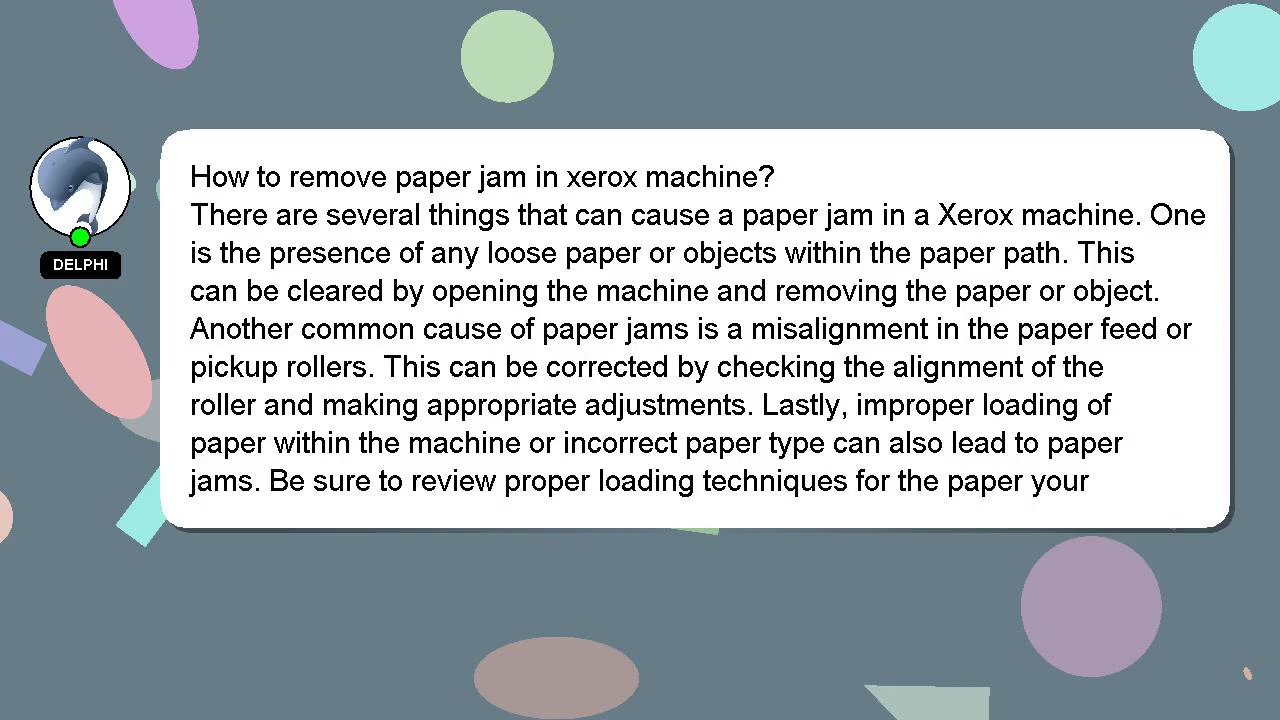 How to remove paper jam in xerox machine?
There are several things that can cause a paper jam in a Xerox machine. One
is the presence of any loose paper or objects within the paper path. This
can be cleared by opening the machine and removing the paper or object.
Another common cause of paper jams is a misalignment in the paper feed or
pickup rollers. This can be corrected by checking the alignment of the
roller and making appropriate adjustments. Lastly, improper loading of
paper within the machine or incorrect paper type can also lead to paper
jams. Be sure to review proper loading techniques for the paper your
DELPHI